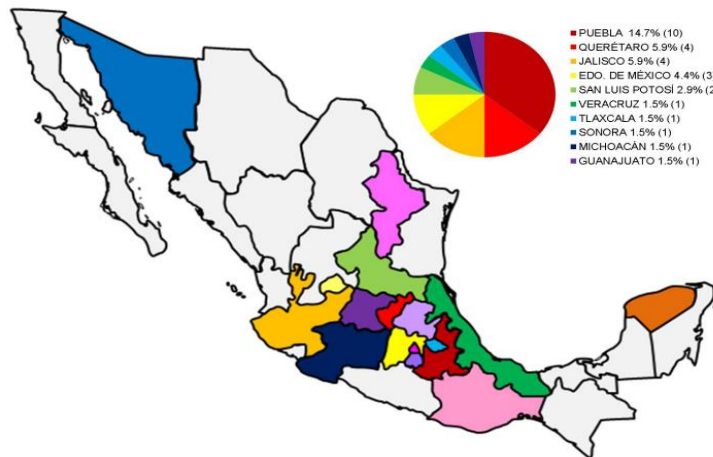 PUEBLA 14.7% (10)
QUERÉTARO 5.9% (4)
JALISCO 5.9% (4)
EDO. DE MÉXICO 4.4% (3
SAN LUIS POTOSÍ 2.9% (2
VERACRUZ 1.5% (1)
TLAXCALA 1.5% (1)
SONORA 1.5% (1)
MICHOACÁN 1.5% (1)
GUANAJUATO 1.5% (1)